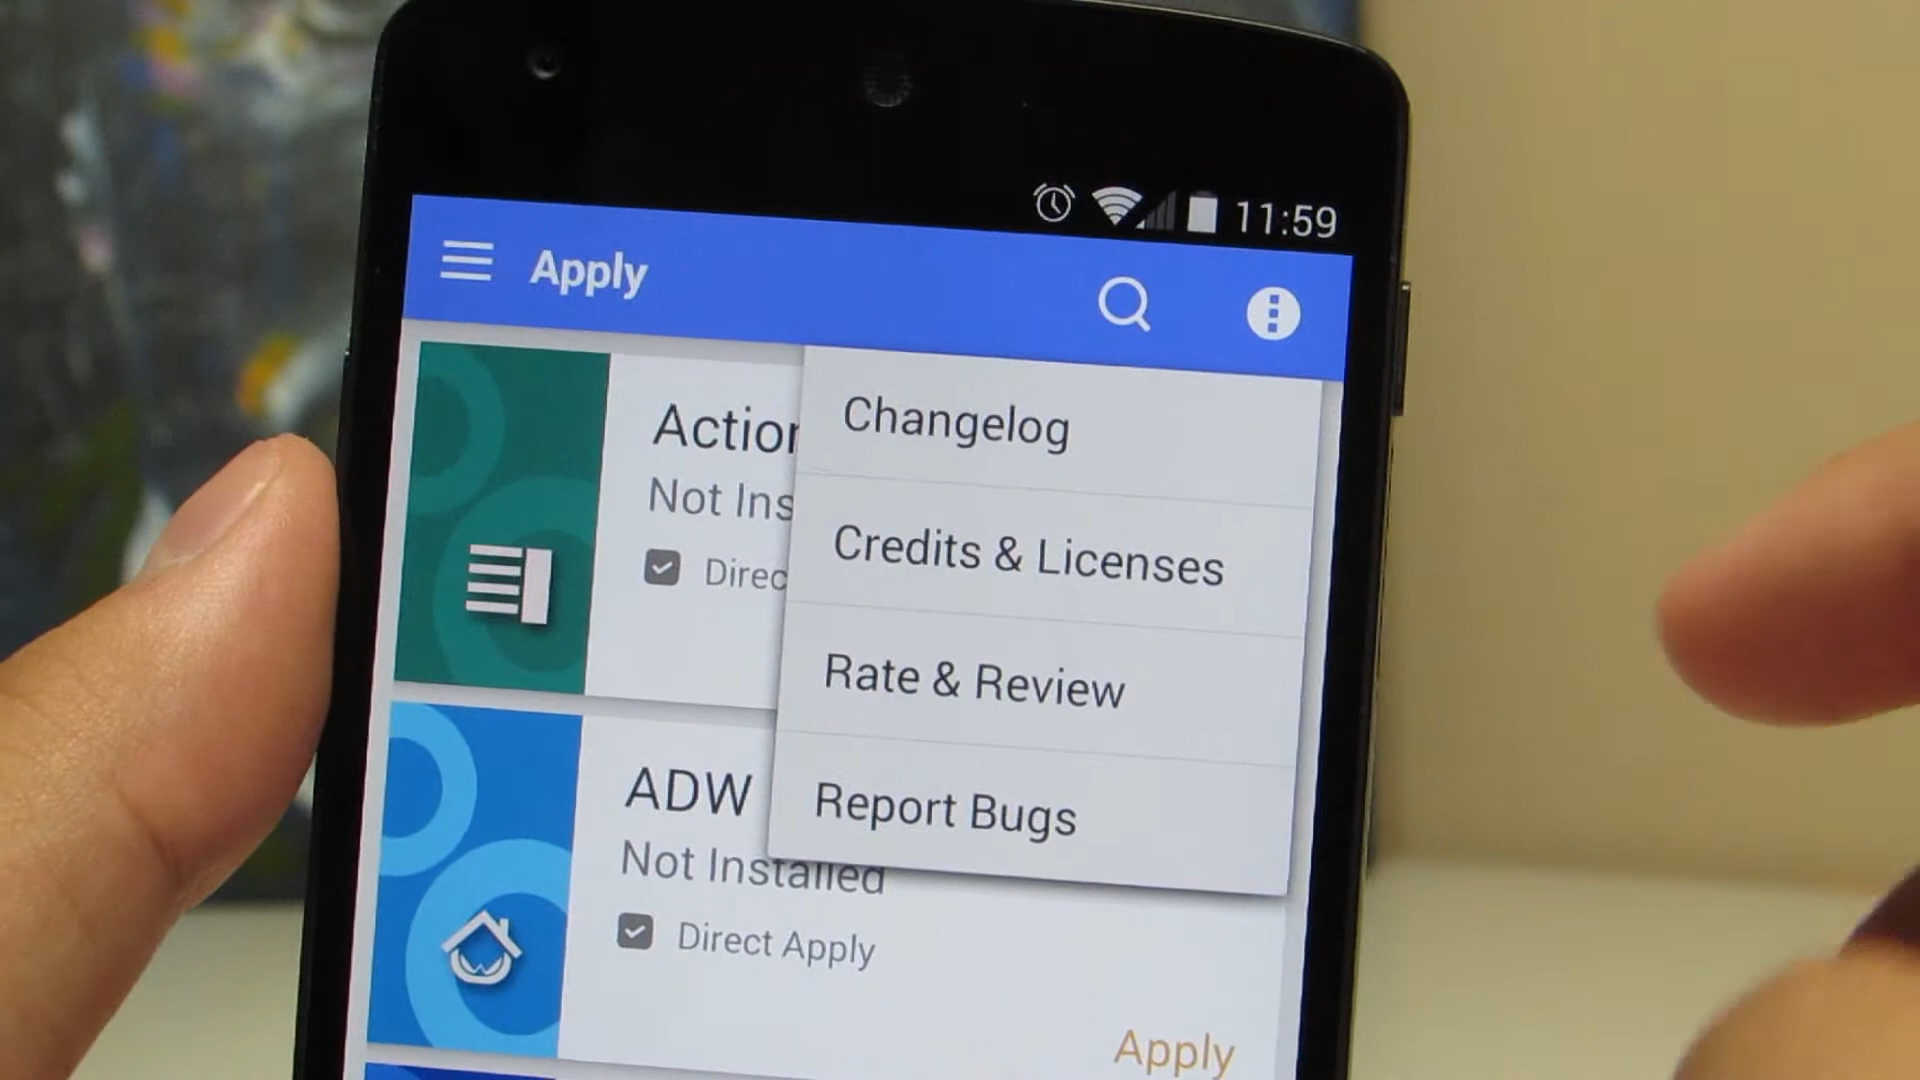 11:59
Apply
Changelog
Credits & Licenses
Rate & Review
Report Bugs
Action
Not Ins
Direc
ADW
Not Installed
Direct Apply
Apply